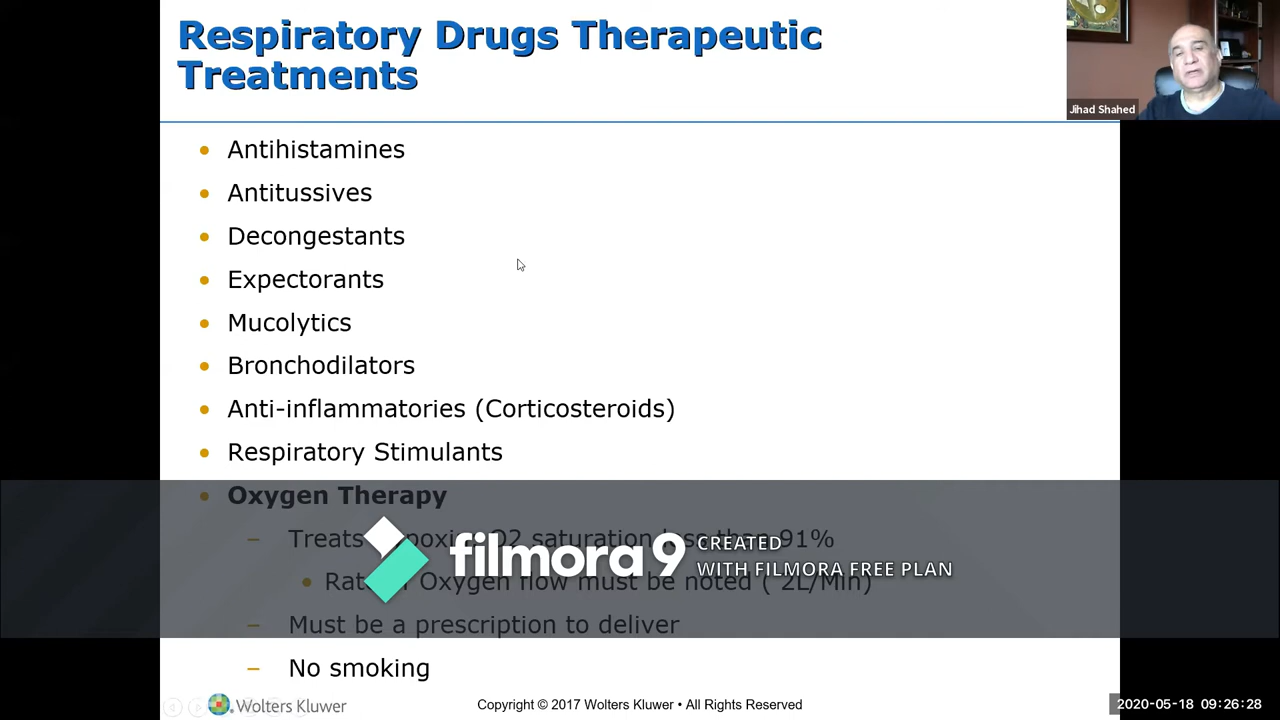 Respiratory Drugs Therapeutic
Treatments
Jihad Shahed
• Antihistamines
• Antitussives
• Decongestants
• Expectorants
• Mucolytics
• Bronchodilators
• Anti-inflammatories (Corticosteroids)
• Respiratory Stimulants
• Oxygen Therapy
– Treats O2 saturation less than 91%
• Oxygen flow must be noted ( 2L/Min)
filmora9 CREATED
WITH FILMORA FREE PLAN
– Must be a prescription to deliver
– No smoking
Wolters Kluwer
Copyright © 2017 Wolters Kluwer • All Rights Reserved
2020-05-18 09:26:28